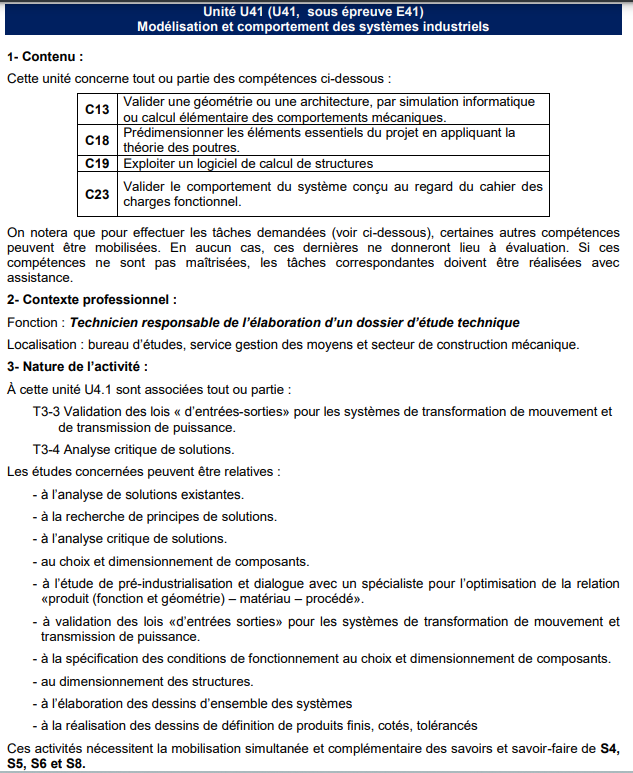 Unité U41 (U41,  sous épreuve E41)
Modélisation et comportement des systèmes industriels
1- Contenu :
Cette unité concerne tout ou partie des compétences ci-dessous :
C13 Valider une géométrie ou une architecture, par simulation informatique
ou calcul élémentaire des comportements mécaniques.
C18 Prédimensionner les éléments essentiels du projet en appliquant la
théorie des poutres.
C19 Exploiter un logiciel de calcul de structures
C23 Valider le comportement du système conçu au regard du cahier des
charges fonctionnel.
On notera que pour effectuer les tâches demandées (voir ci-dessous), certaines autres compétences
peuvent être mobilisées. En aucun cas, ces dernières ne donneront lieu à évaluation. Si ces
compétences ne sont pas maîtrisées, les tâches correspondantes doivent être réalisées avec
assistance.
2- Contexte professionnel :
Fonction : Technicien responsable de l'élaboration d'un dossier d'étude technique
Localisation : bureau d'études, service gestion des moyens et secteur de construction mécanique.
3- Nature de l'activité :
À cette unité U4.1 sont associées tout ou partie :
T3-3 Validation des lois « d'entrées-sorties» pour les systèmes de transformation de mouvement et
de transmission de puissance.
T3-4 Analyse critique de solutions.
Les études concernées peuvent être relatives :
- à l'analyse de solutions existantes.
- à la recherche de principes de solutions.
- à l'analyse critique de solutions.
- au choix et dimensionnement de composants.
- à l'étude de pré-industrialisation et dialogue avec un spécialiste pour l'optimisation de la relation
«produit (fonction et géométrie) – matériau – procédé».
- à validation des lois «d'entrées sorties» pour les systèmes de transformation de mouvement et
transmission de puissance.
- à la spécification des conditions de fonctionnement au choix et dimensionnement de composants.
- au dimensionnement des structures.
- à l'élaboration des dessins d'ensemble des systèmes
- à la réalisation des dessins de définition de produits finis, cotés, tolérancés
Ces activités nécessitent la mobilisation simultanée et complémentaire des savoirs et savoir-faire de S4,
S5, S6 et S8.